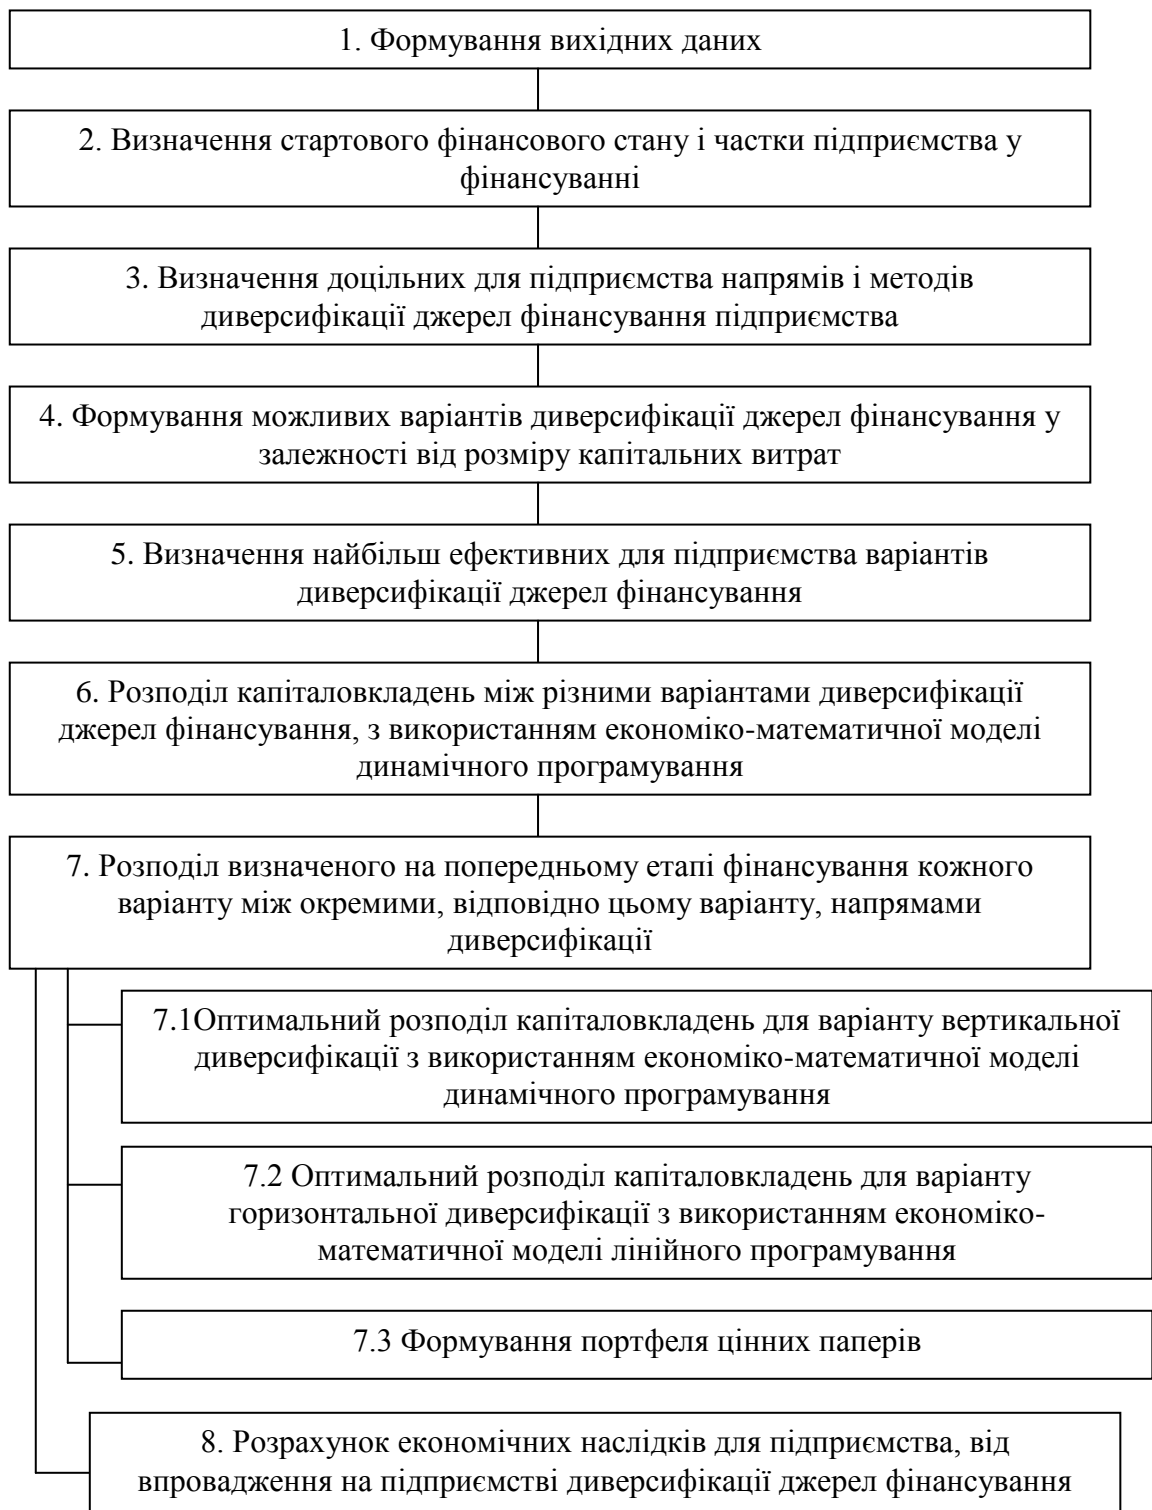 1. Формування вихідних даних
2. Визначення стартового фінансового стану і частки підприємства у
фінансуванні
3. Визначення доцільних для підприємства напрямів і методів
диверсифікації джерел фінансування підприємства
4. Формування можливих варіантів диверсифікації джерел фінансування у
залежності від розміру капітальних витрат
5. Визначення найбільш ефективних для підприємства варіантів
диверсифікації джерел фінансування
6. Розподіл капіталовкладень між різними варіантами диверсифікації
джерел фінансування, з використанням економіко-математичної моделі
динамічного програмування
7. Розподіл визначеного на попередньому етапі фінансування кожного
варіанту між окремими, відповідно цьому варіанту, напрямами
диверсифікації
7.1Оптимальний розподіл капіталовкладень для варіанту вертикальної
диверсифікації з використанням економіко-математичної моделі
динамічного програмування
7.2 Оптимальний розподіл капіталовкладень для варіанту
горизонтальної диверсифікації з використанням економіко-
математичної моделі лінійного програмування
7.3 Формування портфеля цінних паперів
8. Розрахунок економічних наслідків для підприємства, від
впровадження на підприємстві диверсифікації джерел фінансування